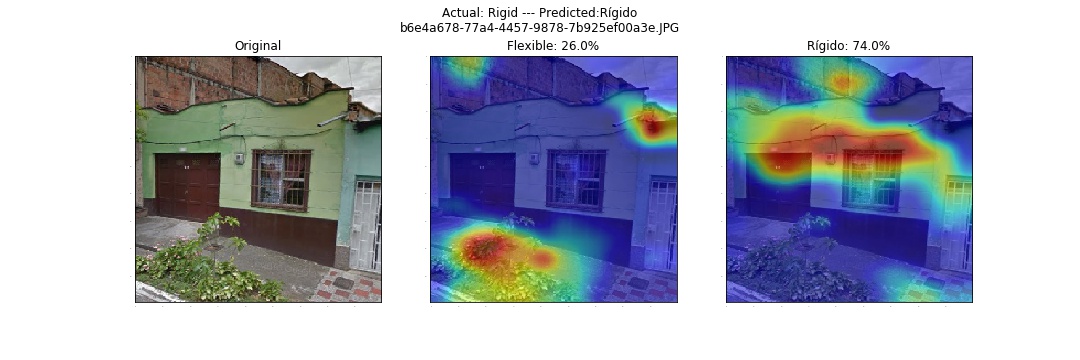 Actual: Rigid --- Predicted:Rígido
b6e4a678-77a4-4457-9878-7b925ef00a3e.JPG
Original
Flexible: 26.0%
Rígido: 74.0%